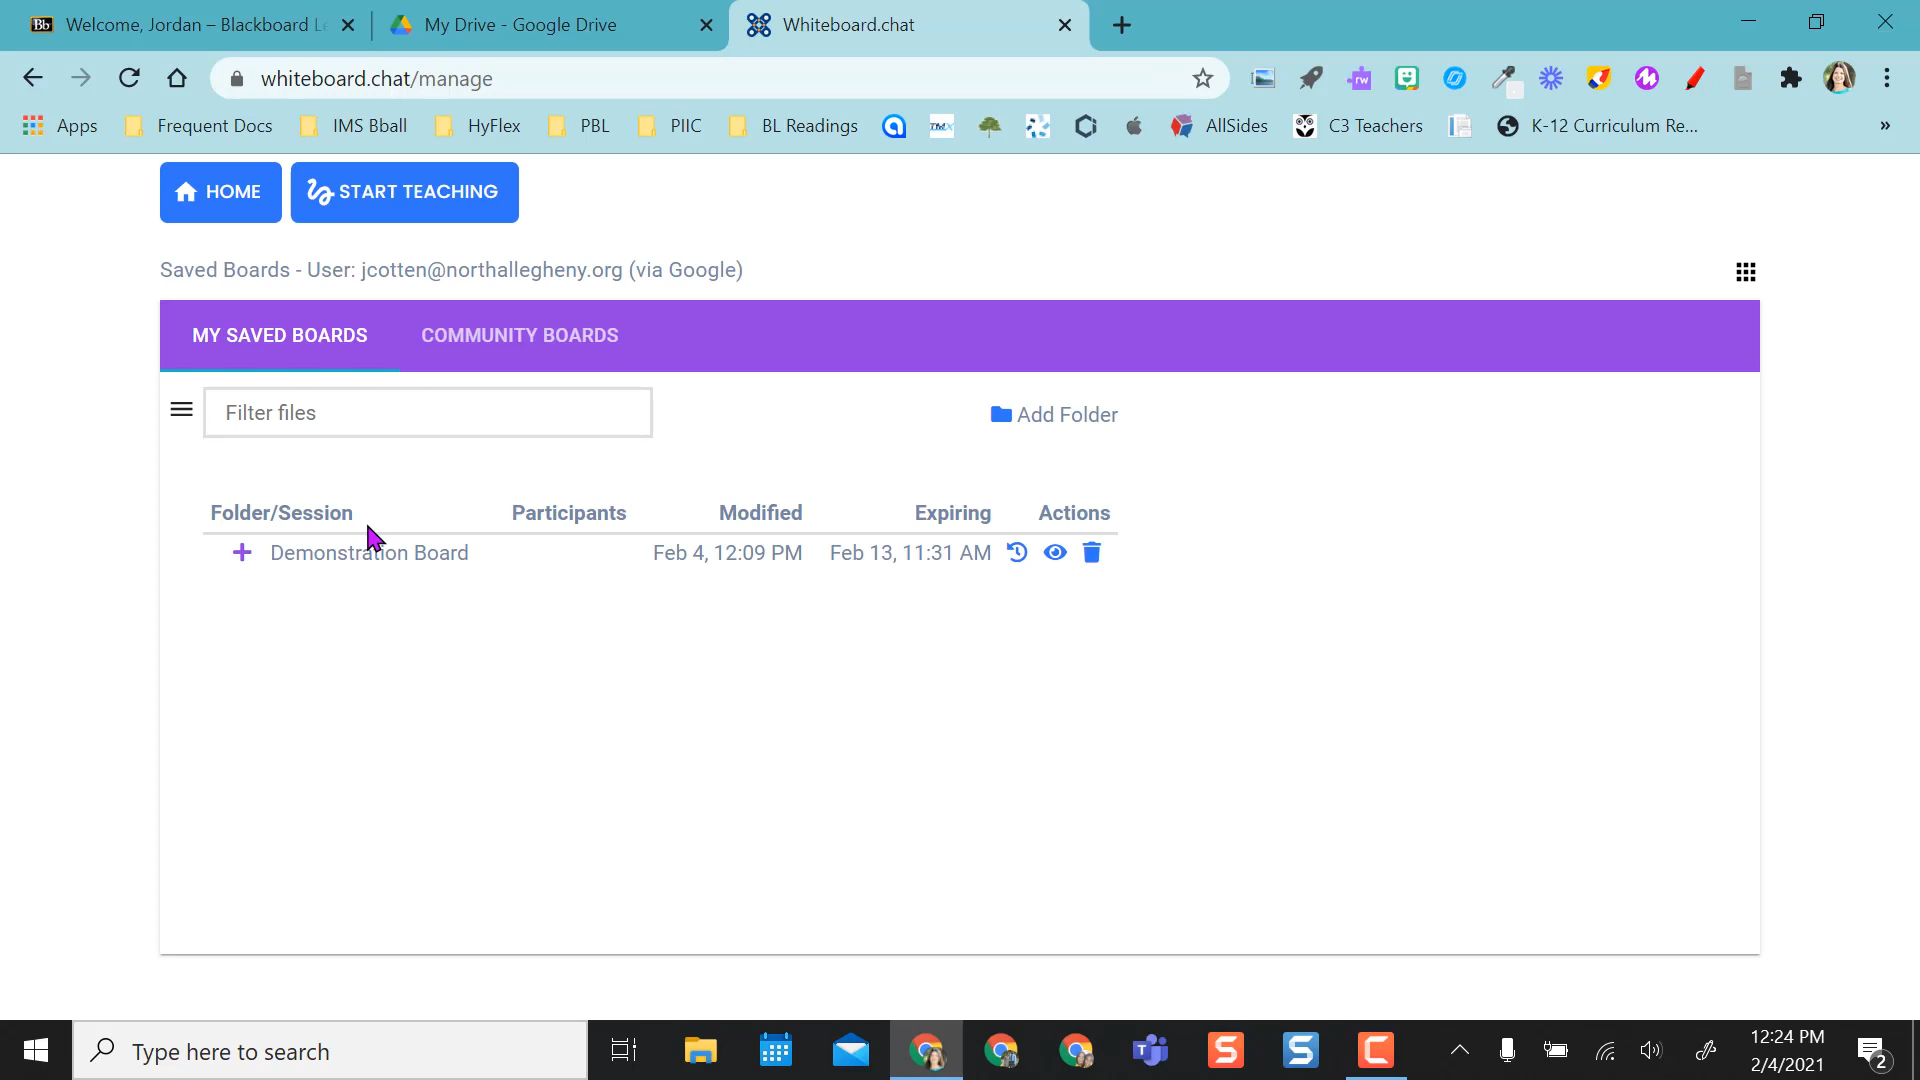 Bb Welcome, Jordan – Blackboard Le
My Drive - Google Drive
Whiteboard.chat
whiteboard.chat/manage
Apps Frequent Docs IMS Bball HyFlex PBL PIIC BL Readings AllSides C3 Teachers K-12 Curriculum Re...
HOME START TEACHING
Saved Boards - User: jcotten@northallegheny.org (via Google)
MY SAVED BOARDS COMMUNITY BOARDS
Filter files Add Folder
Folder/Session Participants Modified Expiring Actions
Demonstration Board Feb 4, 12:09 PM Feb 13, 11:31 AM
Type here to search
12:24 PM
2/4/2021
2